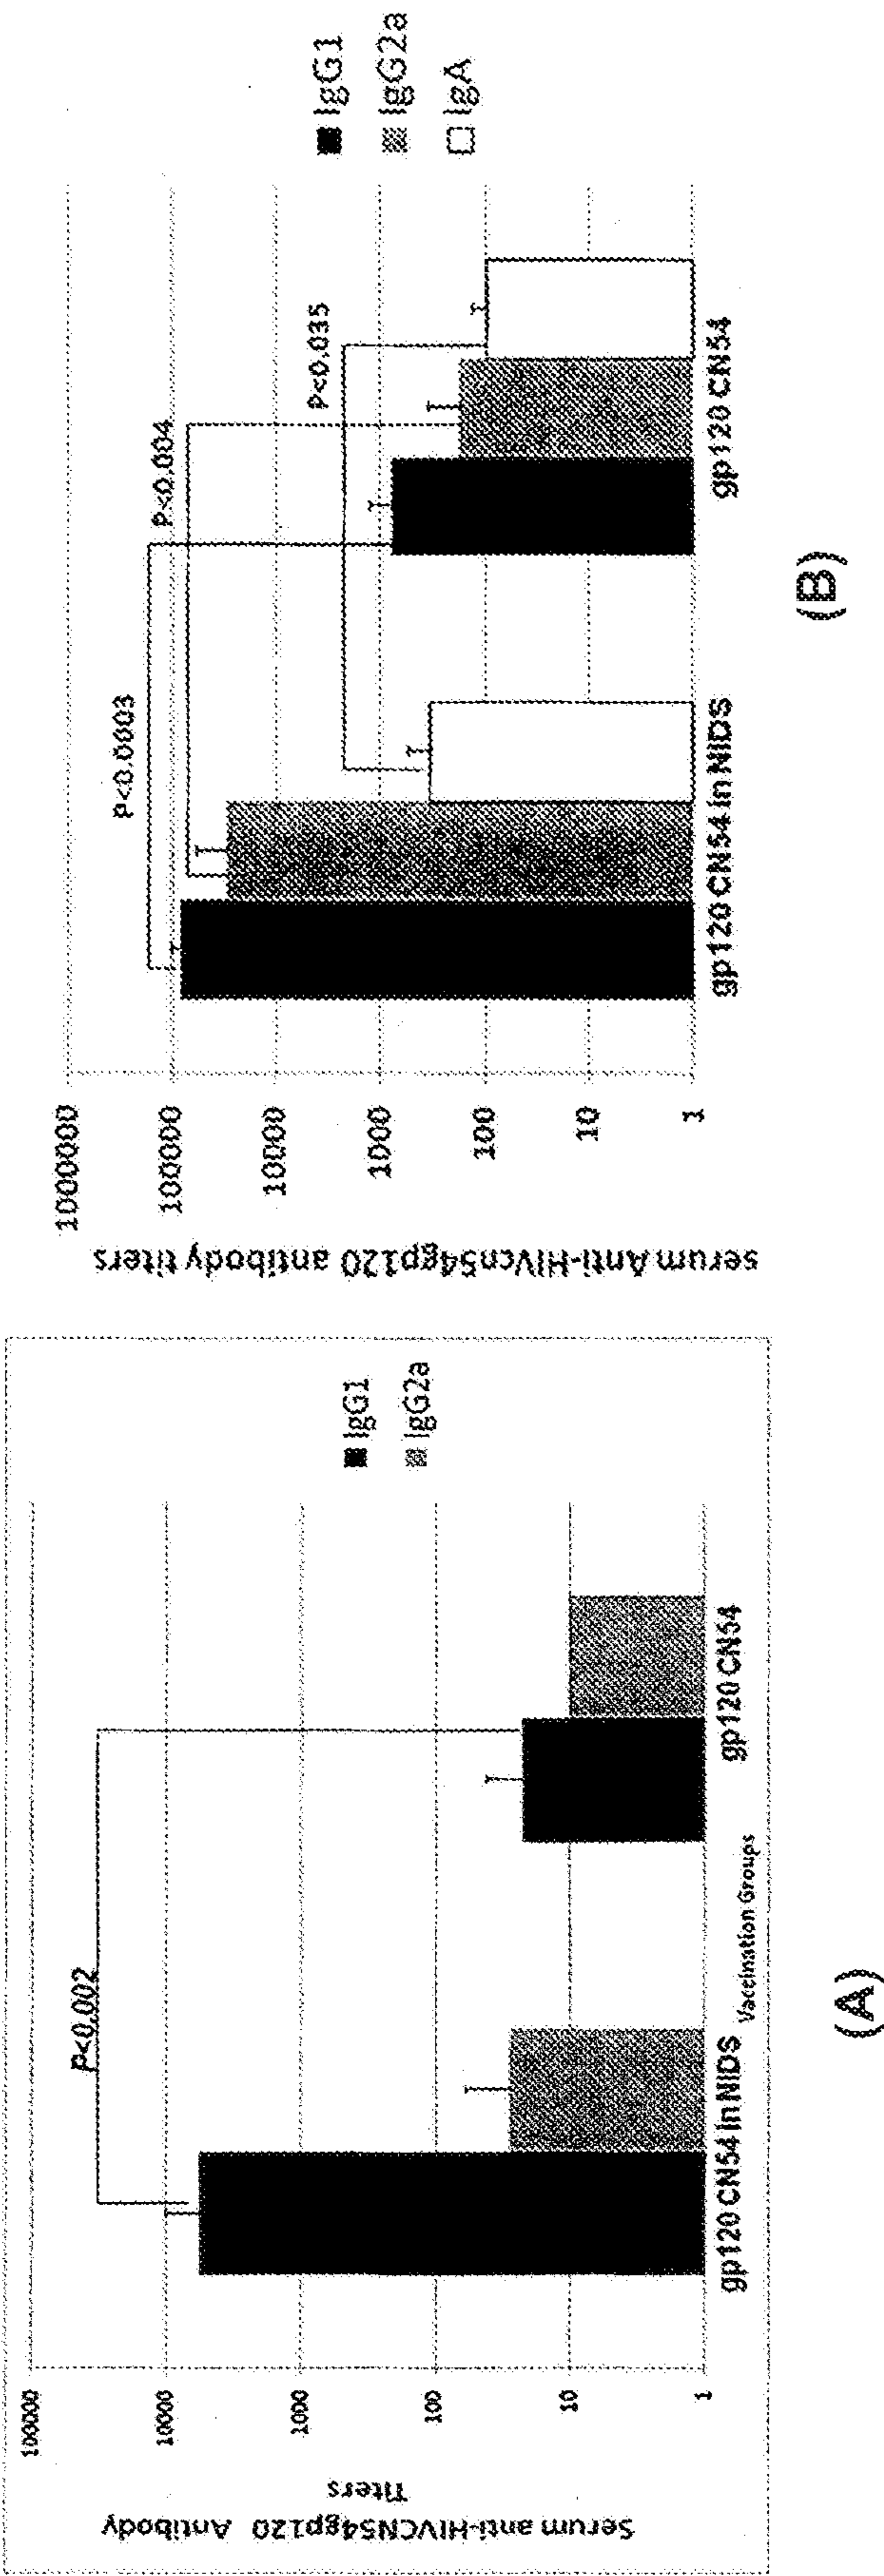 Serum anti-HIVCN54gp120 Antibody
Titers
100000
10000
1000
100
10
1
P<0.002
IgG1
IgG2a
gp120 CN54 in NIDS
gp120 CN54
Vaccination Groups
(A)
serum Anti-HIVcn54gp120 antibody titers
1000000
100000
10000
1000
100
10
1
P<0.0003
P<0.004
P<0.035
IgG1
IgG2a
IgA
gp120 CN54 in NIDS
gp120 CN54
(B)